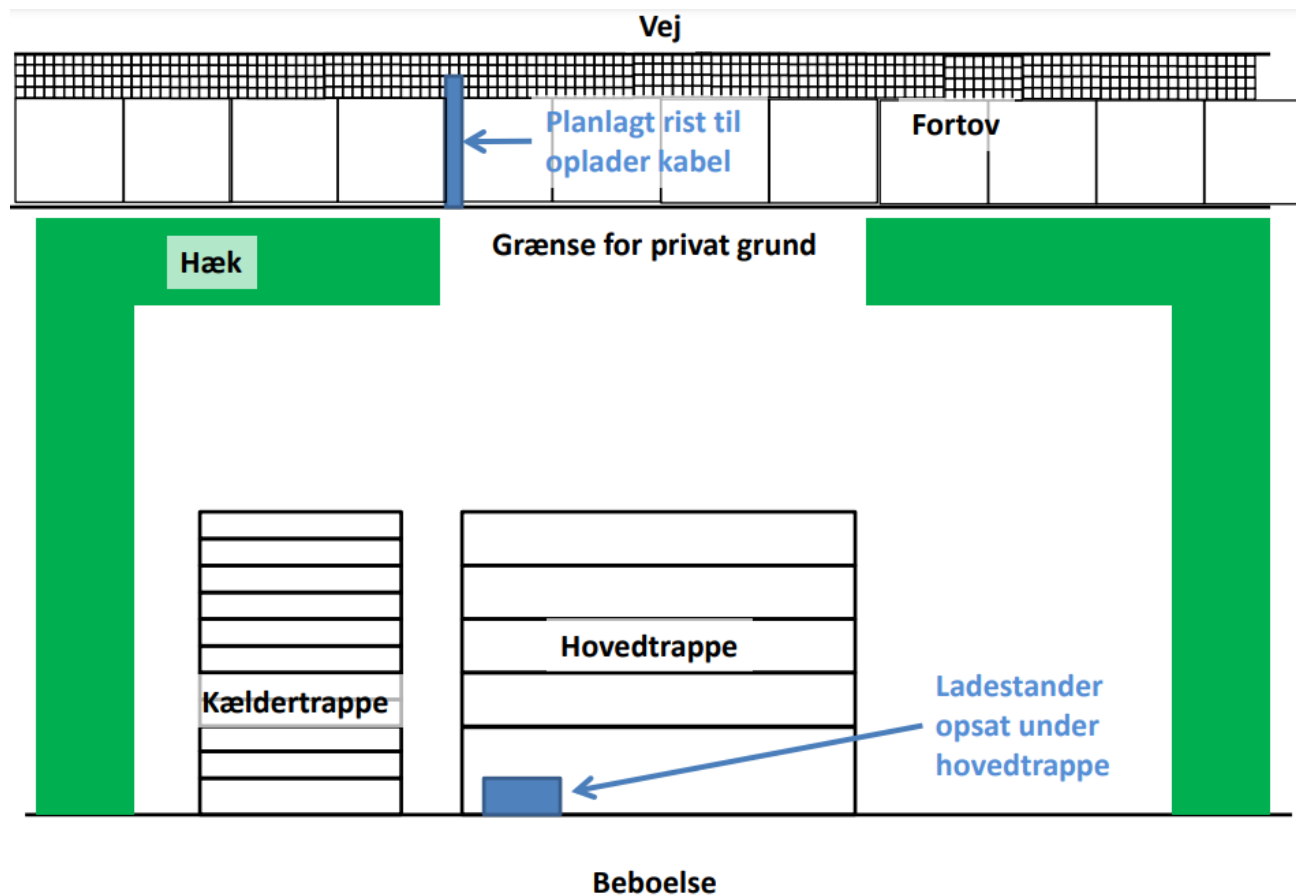 Vej
Planlagt rist til
oplader kabel
Fortov
Grænse for privat grund
Hæk
Hovedtrappe
Kældertrappe
Ladestander
opsat under
hovedtrappe
Beboelse